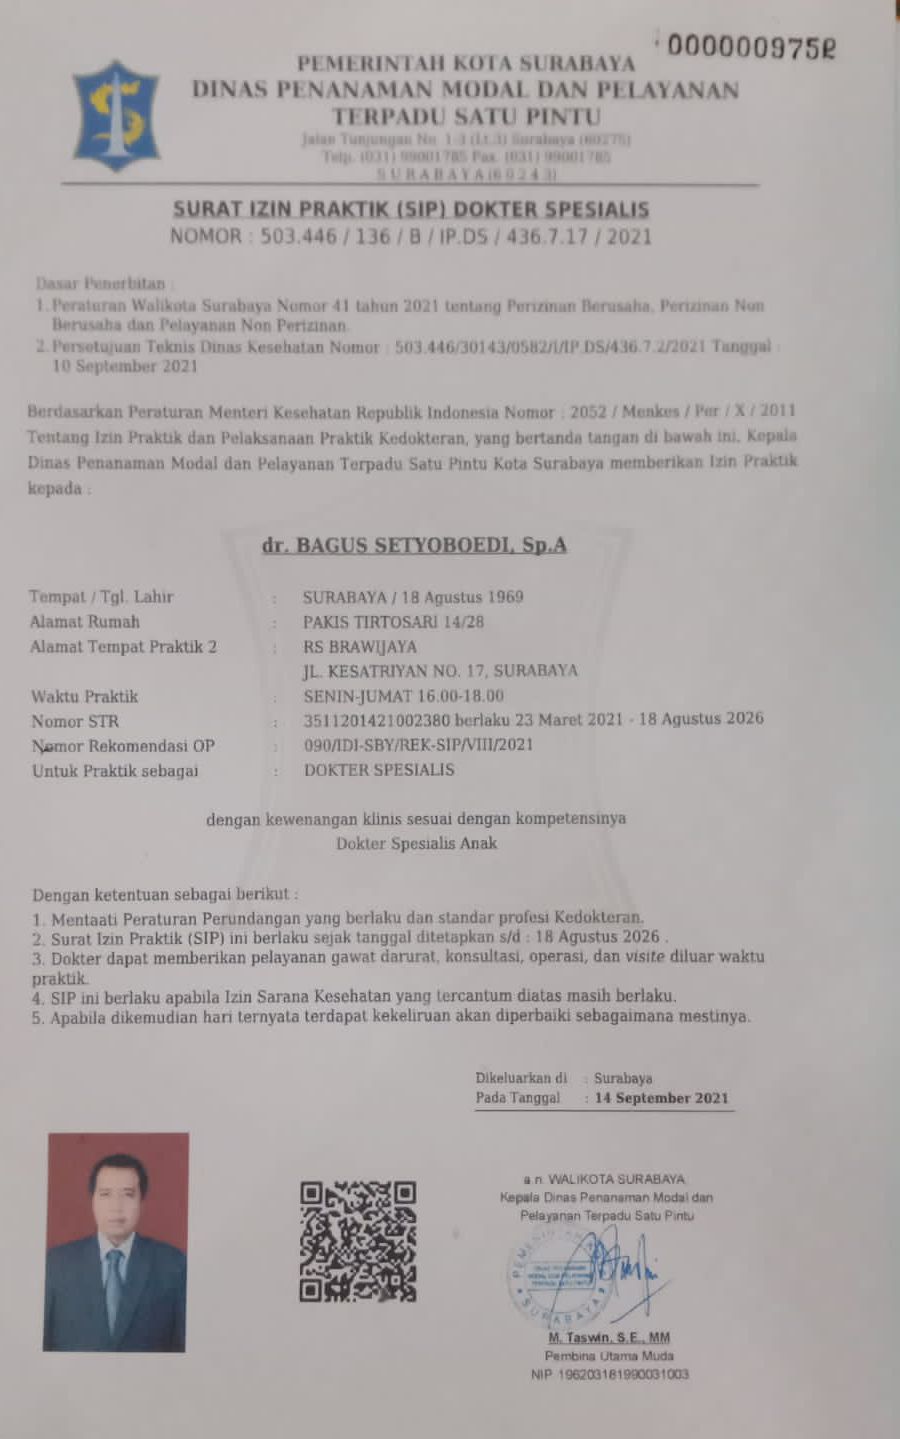 000000975
PEMERINTAH KOTA SURABAYA
DINAS PENANAMAN MODAL DAN PELAYANAN
TERPADU SATU PINTU
Jalan Tunjungan No. 1-3 (Lt.3) Surabaya (60275)
Telp. (031) 99001785 Fax. (031) 99001785
S U R A B A Y A (6 0 2 4 3)
SURAT IZIN PRAKTIK (SIP) DOKTER SPESIALIS
NOMOR : 503.446 / 136 / B / IP.DS / 436.7.17 / 2021
Dasar Penerbitan :
1. Peraturan Walikota Surabaya Nomor 41 tahun 2021 tentang Perizinan Berusaha, Perizinan Non
Berusaha dan Pelayanan Non Perizinan.
2. Persetujuan Teknis Dinas Kesehatan Nomor : 503.446/30143/0582/I/IP.DS/436.7.2/2021 Tanggal :
10 September 2021
Berdasarkan Peraturan Menteri Kesehatan Republik Indonesia Nomor : 2052 / Menkes / Per / X / 2011
Tentang Izin Praktik dan Pelaksanaan Praktik Kedokteran, yang bertanda tangan di bawah ini, Kepala
Dinas Penanaman Modal dan Pelayanan Terpadu Satu Pintu Kota Surabaya memberikan Izin Praktik
kepada :
dr. BAGUS SETYOBOEDI, Sp.A
Tempat / Tgl. Lahir : SURABAYA / 18 Agustus 1969
Alamat Rumah : PAKIS TIRTOSARI 14/28
Alamat Tempat Praktik 2 : RS BRAWIJAYA
JL. KESATRIYAN NO. 17, SURABAYA
Waktu Praktik : SENIN-JUMAT 16.00-18.00
Nomor STR : 3511201421002380 berlaku 23 Maret 2021 - 18 Agustus 2026
Nomor Rekomendasi OP : 090/IDI-SBY/REK-SIP/VIII/2021
Untuk Praktik sebagai : DOKTER SPESIALIS
dengan kewenangan klinis sesuai dengan kompetensinya
Dokter Spesialis Anak
Dengan ketentuan sebagai berikut :
1. Mentaati Peraturan Perundangan yang berlaku dan standar profesi Kedokteran.
2. Surat Izin Praktik (SIP) ini berlaku sejak tanggal ditetapkan s/d : 18 Agustus 2026 .
3. Dokter dapat memberikan pelayanan gawat darurat, konsultasi, operasi, dan visite diluar waktu
praktik.
4. SIP ini berlaku apabila Izin Sarana Kesehatan yang tercantum diatas masih berlaku.
5. Apabila dikemudian hari ternyata terdapat kekeliruan akan diperbaiki sebagaimana mestinya.
Dikeluarkan di : Surabaya
Pada Tanggal : 14 September 2021
a.n. WALIKOTA SURABAYA
Kepala Dinas Penanaman Modal dan
Pelayanan Terpadu Satu Pintu
SURABAYA
M. Taswin, S.E., MM
Pembina Utama Muda
NIP. 196203181990031003